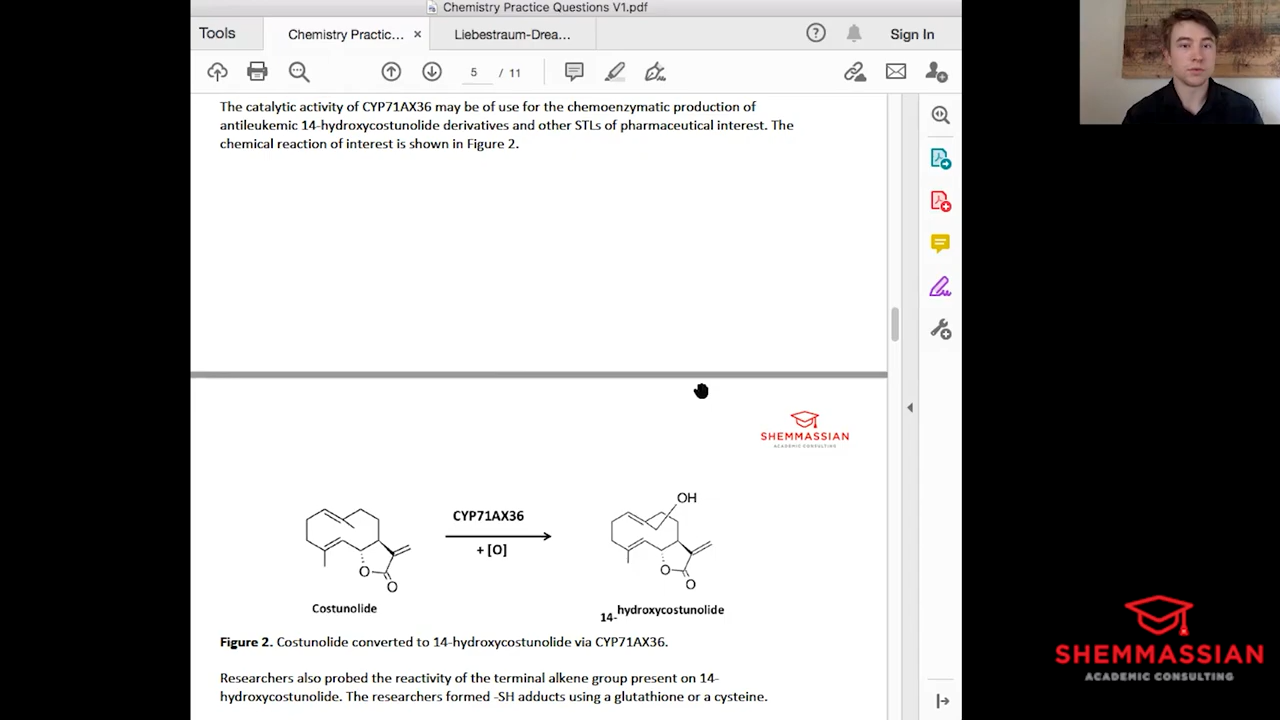 Chemistry Practice Questions V1.pdf
Tools
Chemistry Practic... ×
Liebestraum-Drea...
Sign In
5 / 11
The catalytic activity of CYP71AX36 may be of use for the chemoenzymatic production of
antileukemic 14-hydroxycostunolide derivatives and other STLs of pharmaceutical interest. The
chemical reaction of interest is shown in Figure 2.
SHEMMASSIAN
ACADEMIC CONSULTING
CYP71AX36
+ [O]
O
O
OH
O
O
Costunolide
14-hydroxycostunolide
Figure 2. Costunolide converted to 14-hydroxycostunolide via CYP71AX36.
Researchers also probed the reactivity of the terminal alkene group present on 14-
hydroxycostunolide. The researchers formed -SH adducts using a glutathione or a cysteine.
SHEMMASSIAN
ACADEMIC CONSULTING